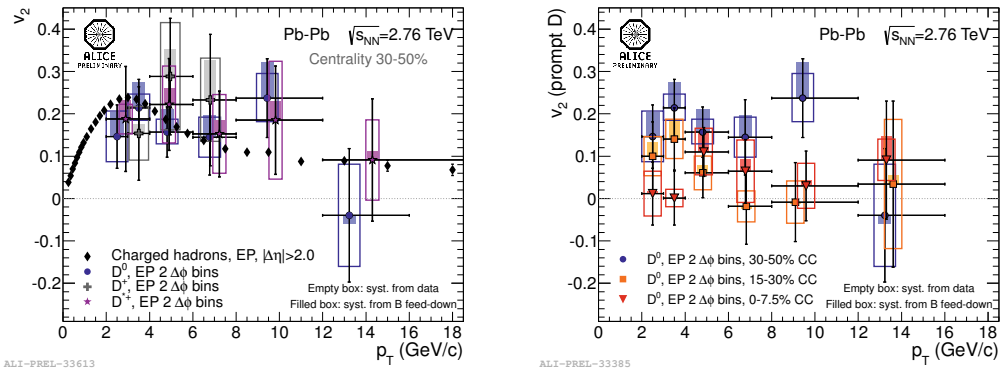 v2
0.4
0.3
0.2
0.1
0
-0.1
-0.2
ALICE
PRELIMINARY
Pb-Pb √sNN=2.76 TeV
Centrality 30-50%
Charged hadrons, EP, |Δη|>2.0
D0, EP 2 Δϕ bins
D+, EP 2 Δϕ bins
D*+, EP 2 Δϕ bins
Empty box: syst. from data
Filled box: syst. from B feed-down
0 2 4 6 8 10 12 14 16 18
pT (GeV/c)
ALI-PREL-33613
v2 (prompt D)
0.4
0.3
0.2
0.1
0
-0.1
-0.2
ALICE
PRELIMINARY
Pb-Pb √sNN=2.76 TeV
D0, EP 2 Δϕ bins, 30-50% CC
D0, EP 2 Δϕ bins, 15-30% CC
D0, EP 2 Δϕ bins, 0-7.5% CC
Empty box: syst. from data
Filled box: syst. from B feed-down
0 2 4 6 8 10 12 14 16 18
pT (GeV/c)
ALI-PREL-33385